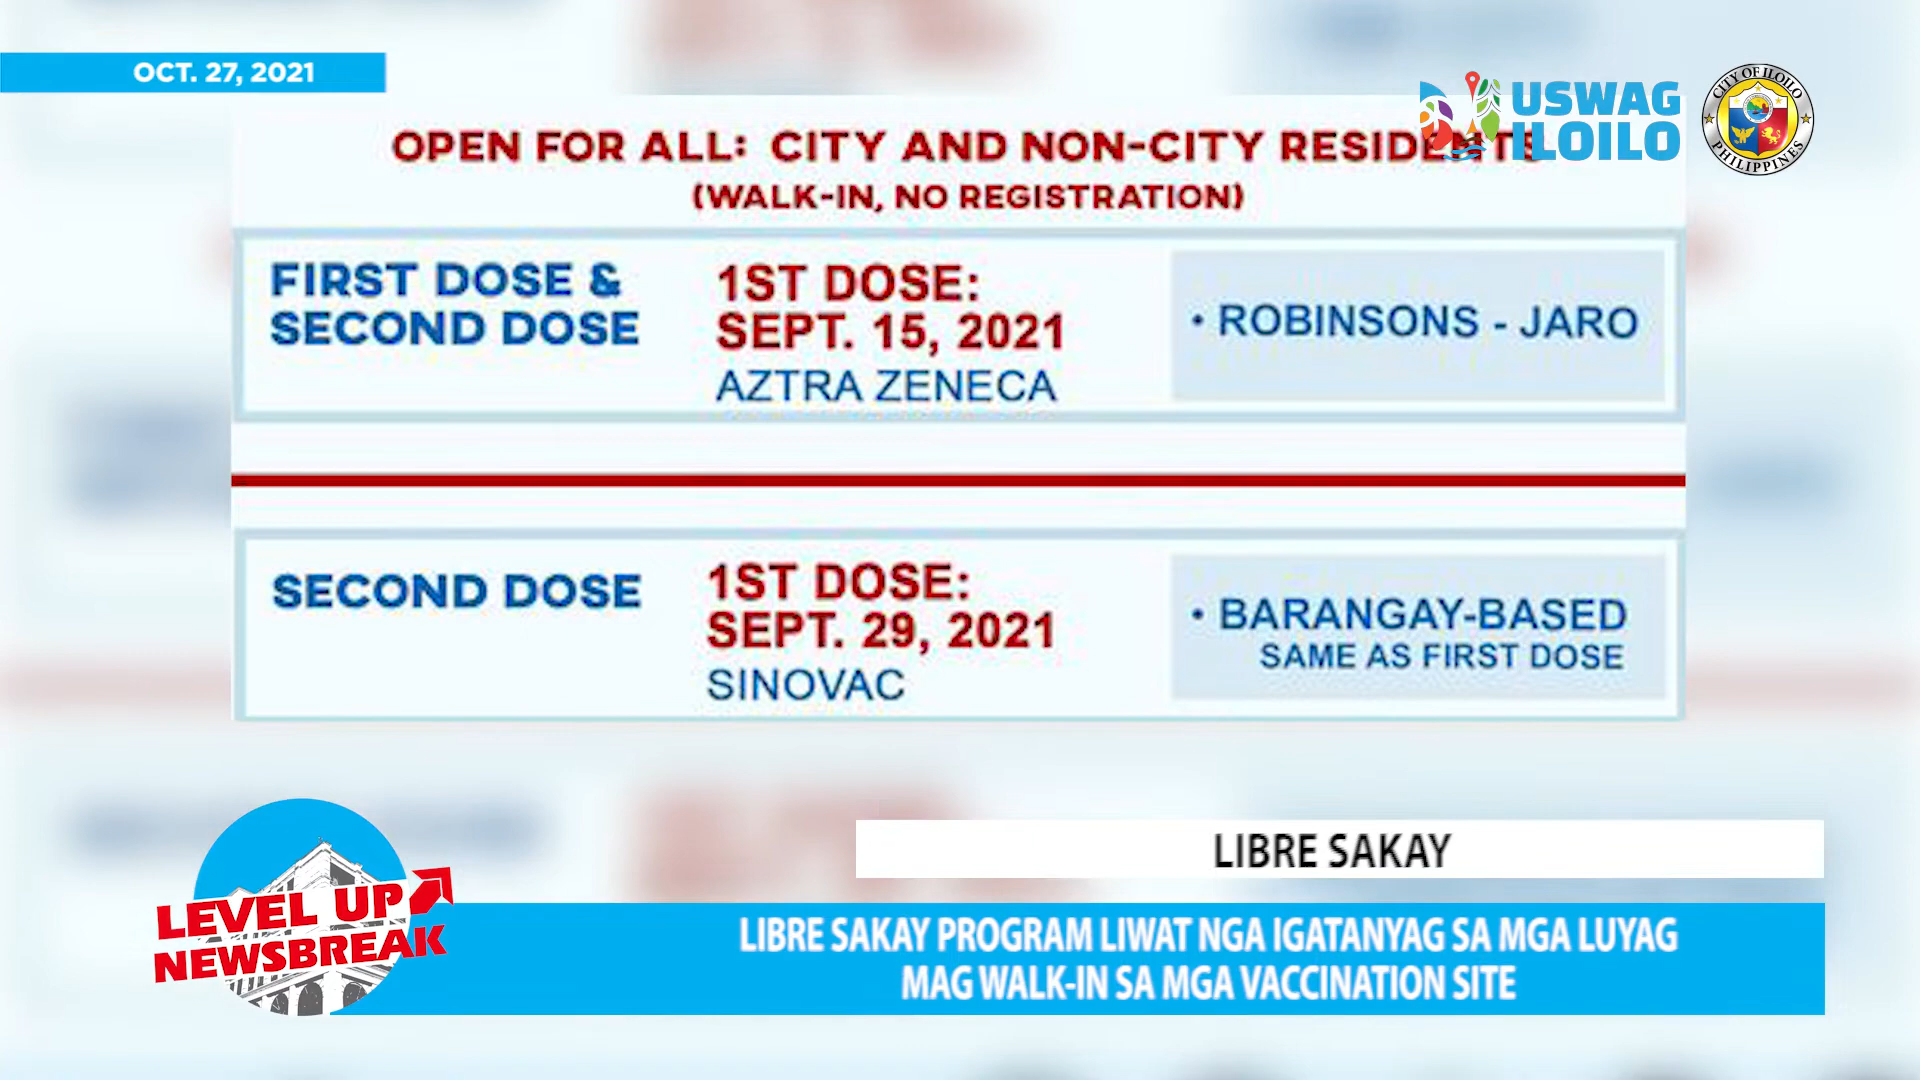 OCT. 27, 2021
USWAG
ILOILO
CITY OF ILOILO
PHILIPPINES
OPEN FOR ALL: CITY AND NON-CITY RESIDENTS
(WALK-IN, NO REGISTRATION)
FIRST DOSE &
SECOND DOSE
1ST DOSE:
SEPT. 15, 2021
AZTRA ZENECA
• ROBINSONS - JARO
SECOND DOSE
1ST DOSE:
SEPT. 29, 2021
SINOVAC
• BARANGAY-BASED
SAME AS FIRST DOSE
LEVEL UP
NEWSBREAK
LIBRE SAKAY
LIBRE SAKAY PROGRAM LIWAT NGA IGATANYAG SA MGA LUYAG
MAG WALK-IN SA MGA VACCINATION SITE